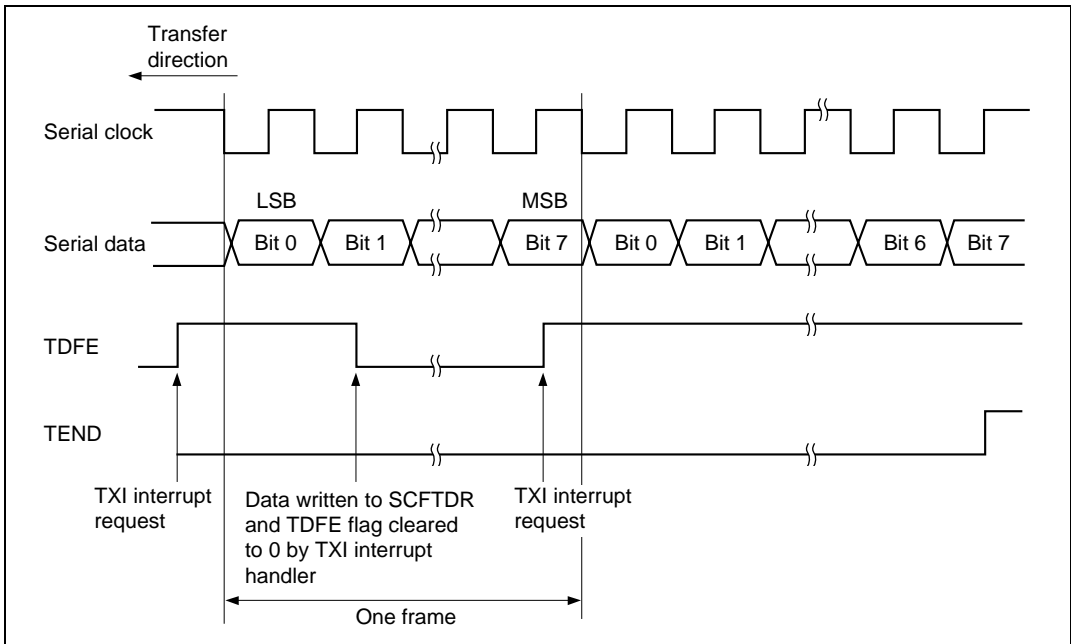 Transfer
direction
Serial clock
LSB
MSB
Serial data
Bit 0
Bit 1
Bit 7
Bit 0
Bit 1
Bit 6
Bit 7
TDFE
TEND
TXI interrupt
request
Data written to SCFTDR
and TDFE flag cleared
to 0 by TXI interrupt
handler
TXI interrupt
request
One frame